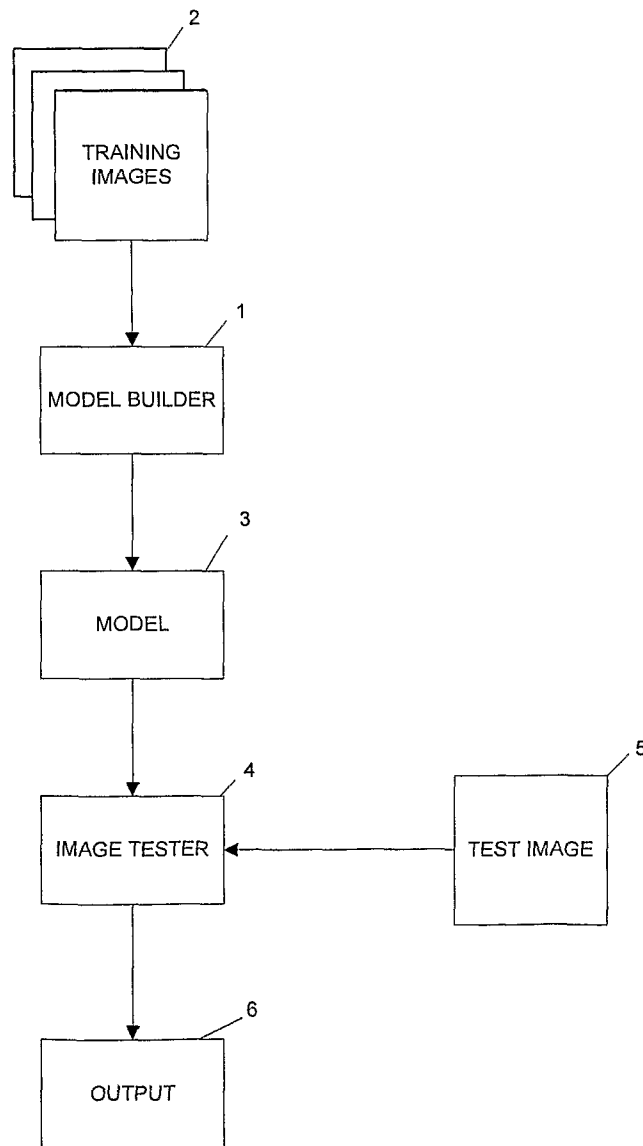 2
TRAINING
IMAGES
1
MODEL BUILDER
3
MODEL
4
IMAGE TESTER
5
TEST IMAGE
6
OUTPUT